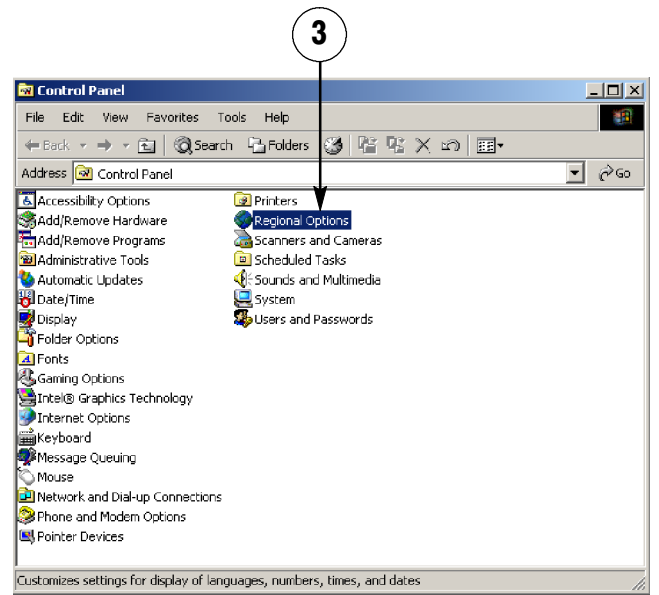 3
Control Panel
File Edit View Favorites Tools Help
Back Search Folders
Address Control Panel Go
Accessibility Options Printers
Add/Remove Hardware Regional Options
Add/Remove Programs Scanners and Cameras
Administrative Tools Scheduled Tasks
Automatic Updates Sounds and Multimedia
Date/Time System
Display Users and Passwords
Folder Options
Fonts
Gaming Options
Intel® Graphics Technology
Internet Options
Keyboard
Message Queuing
Mouse
Network and Dial-up Connections
Phone and Modem Options
Pointer Devices
Customizes settings for display of languages, numbers, times, and dates